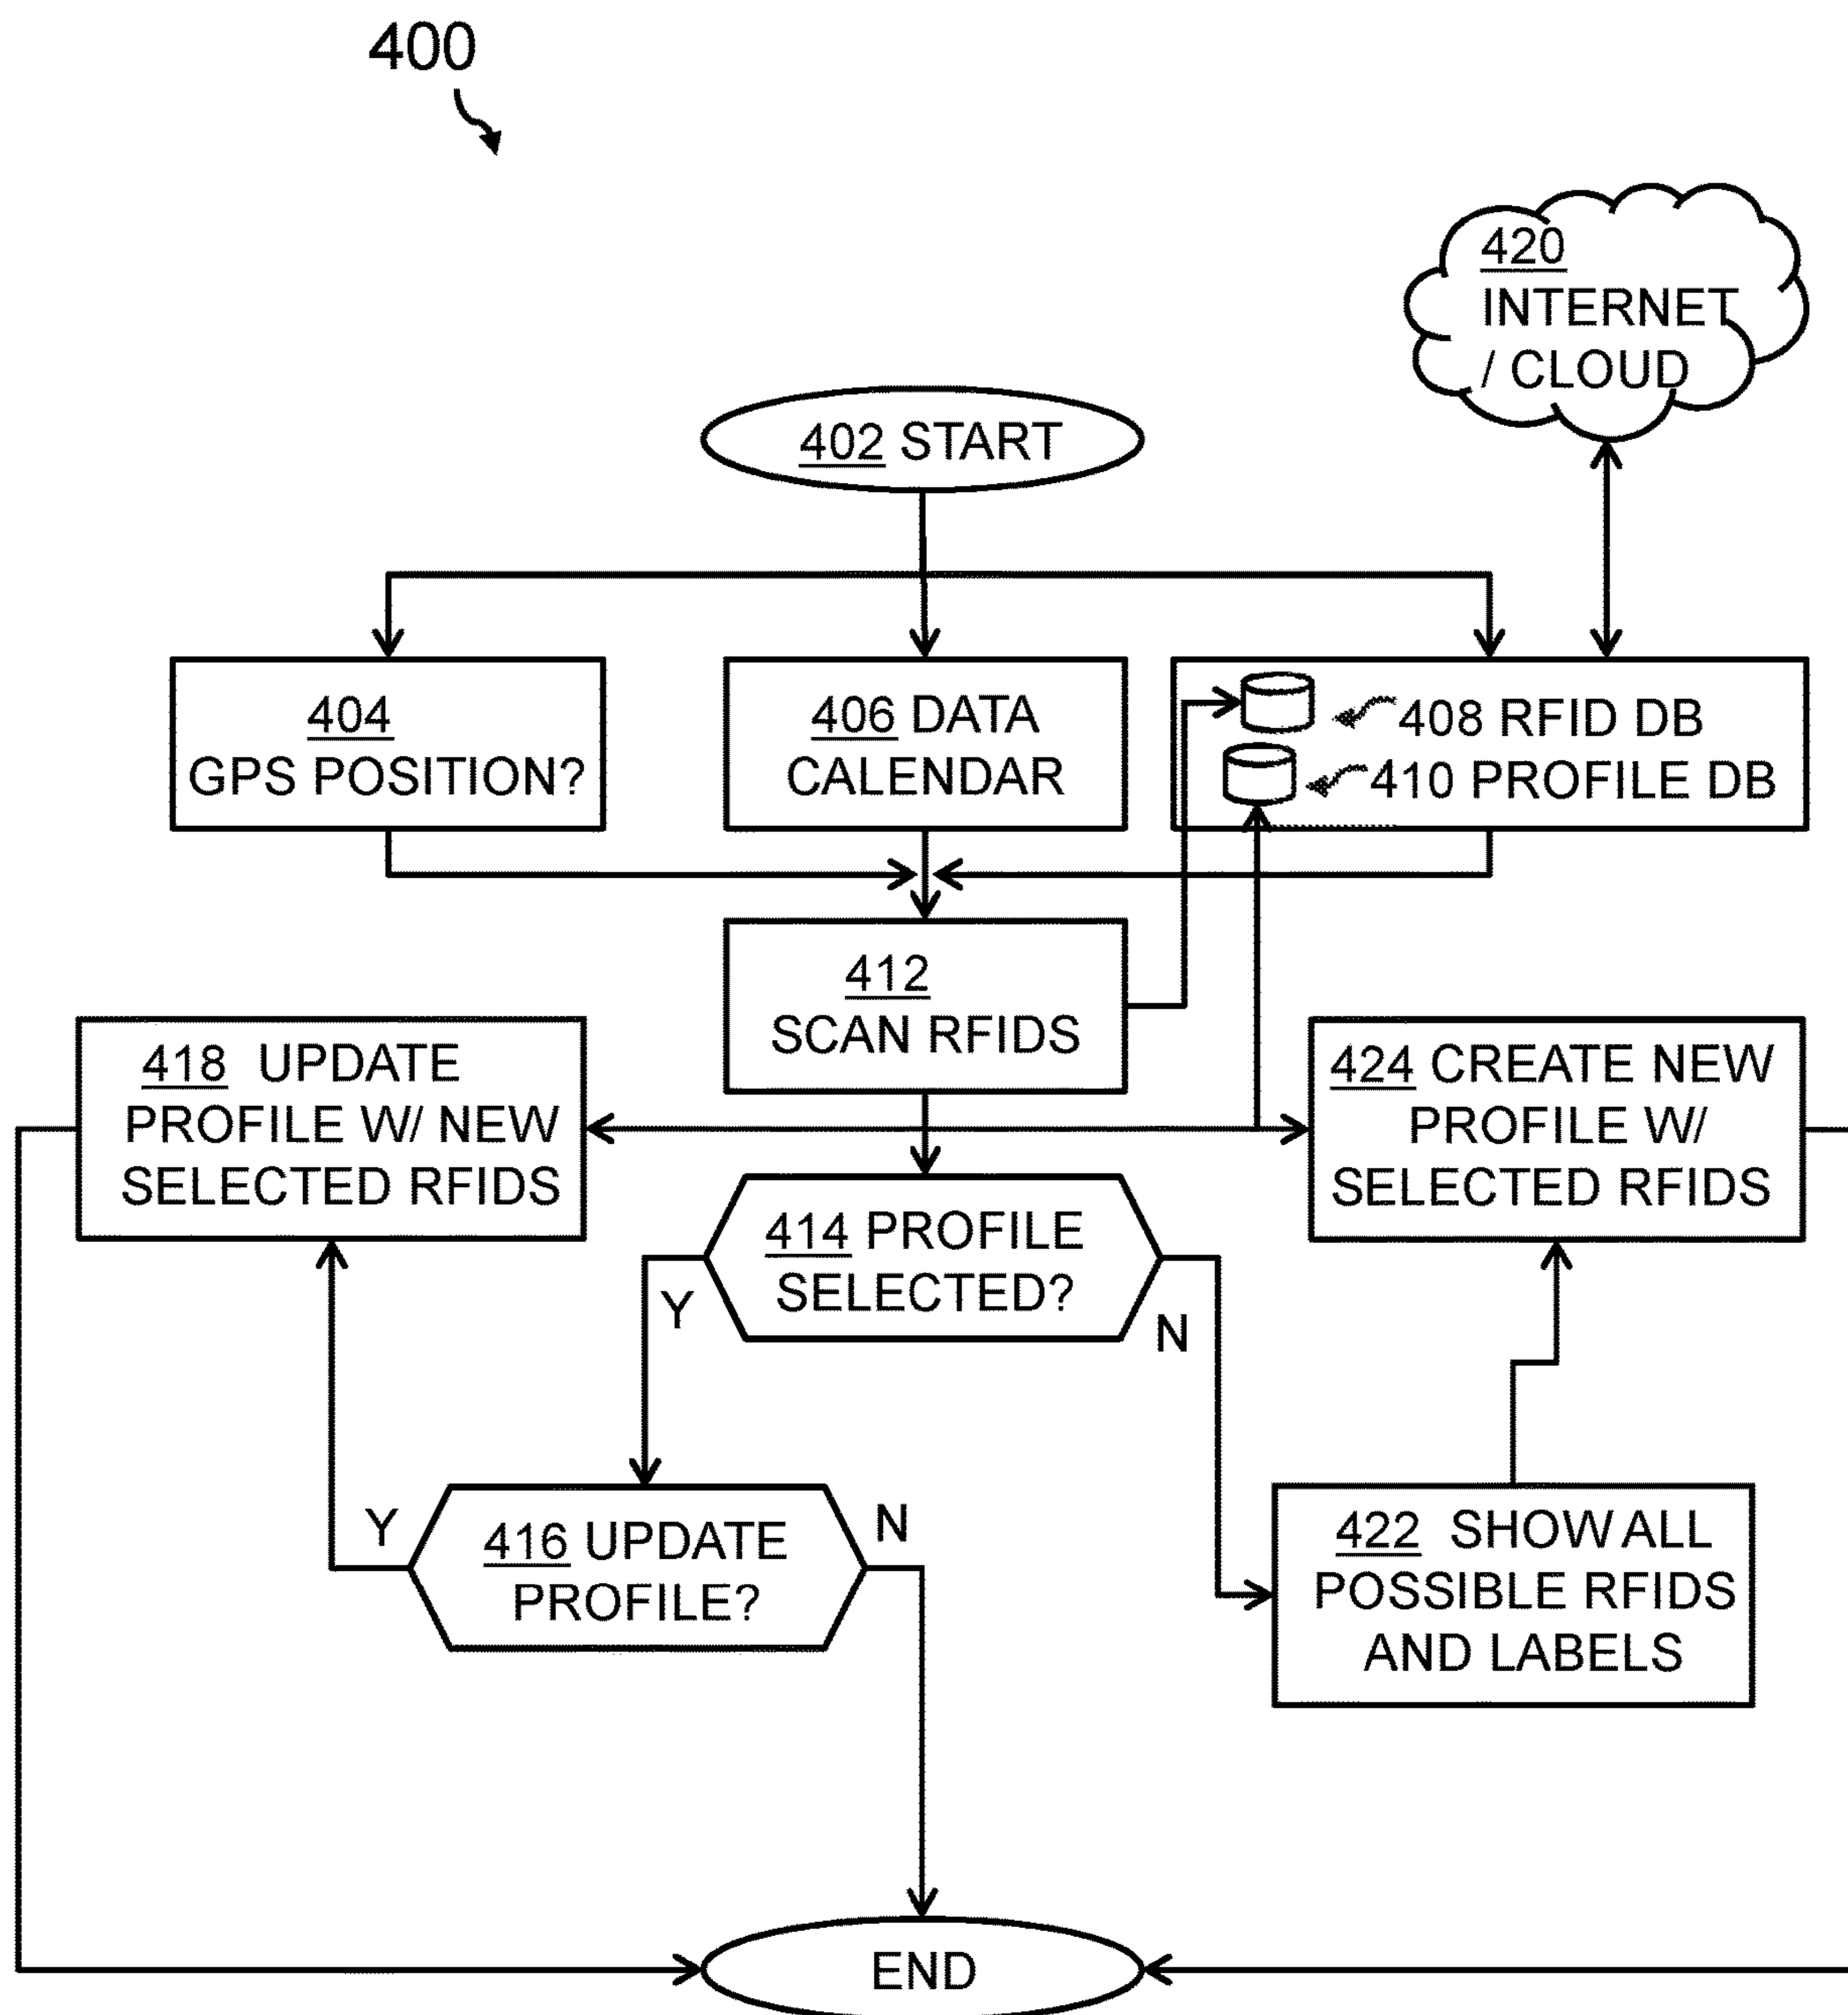 400
420
INTERNET
/ CLOUD
402 START
404
GPS POSITION?
406 DATA
CALENDAR
408 RFID DB
410 PROFILE DB
412
SCAN RFIDS
418 UPDATE
PROFILE W/ NEW
SELECTED RFIDS
424 CREATE NEW
PROFILE W/
SELECTED RFIDS
414 PROFILE
SELECTED?
Y
N
416 UPDATE
PROFILE?
Y
N
422 SHOW ALL
POSSIBLE RFIDS
AND LABELS
END